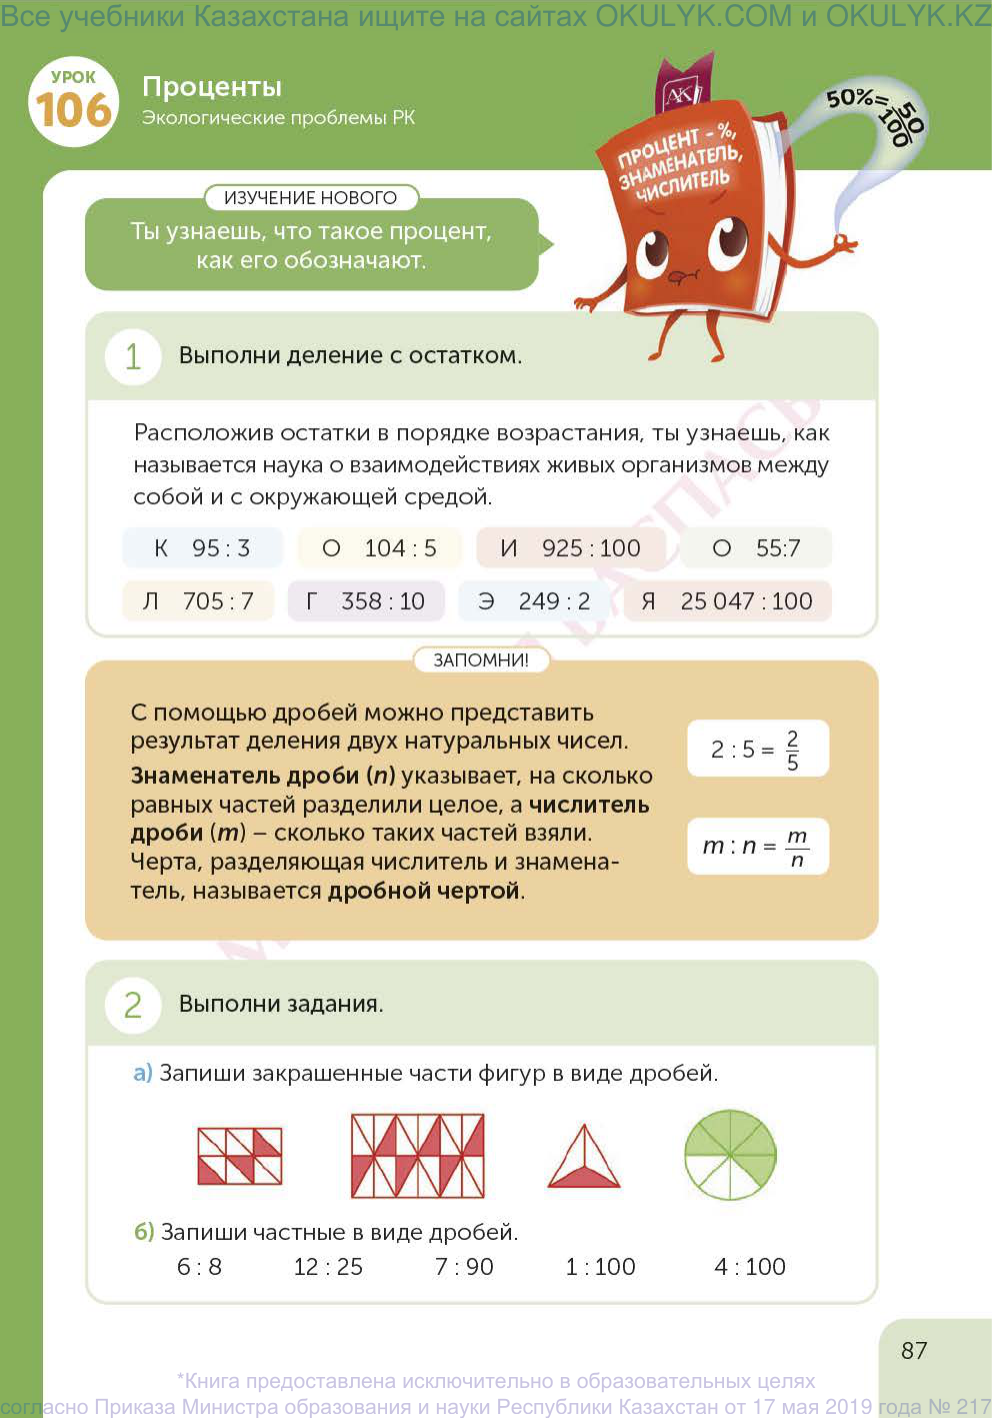 Все учебники Казахстана ищите на сайтах OKULYK.COM и OKULYK.KZ
УРОК
106
Проценты
Экологические проблемы РК
АК
ПРОЦЕНТ - %,
ЗНАМЕНАТЕЛЬ,
ЧИСЛИТЕЛЬ
50%= 50/100
ИЗУЧЕНИЕ НОВОГО
Ты узнаешь, что такое процент,
как его обозначают.
1 Выполни деление с остатком.
Расположив остатки в порядке возрастания, ты узнаешь, как
называется наука о взаимодействиях живых организмов между
собой и с окружающей средой.
К 95 : 3 О 104 : 5 И 925 : 100 О 55:7
Л 705 : 7 Г 358 : 10 Э 249 : 2 Я 25 047 : 100
ЗАПОМНИ!
С помощью дробей можно представить
результат деления двух натуральных чисел.
2 : 5 = 2/5
Знаменатель дроби (n) указывает, на сколько
равных частей разделили целое, а числитель
дроби (m) – сколько таких частей взяли.
Черта, разделяющая числитель и знамена-
тель, называется дробной чертой.
m : n = m/n
2 Выполни задания.
а) Запиши закрашенные части фигур в виде дробей.
б) Запиши частные в виде дробей.
6 : 8 12 : 25 7 : 90 1 : 100 4 : 100
87
*Книга предоставлена исключительно в образовательных целях
согласно Приказа Министра образования и науки Республики Казахстан от 17 мая 2019 года № 217